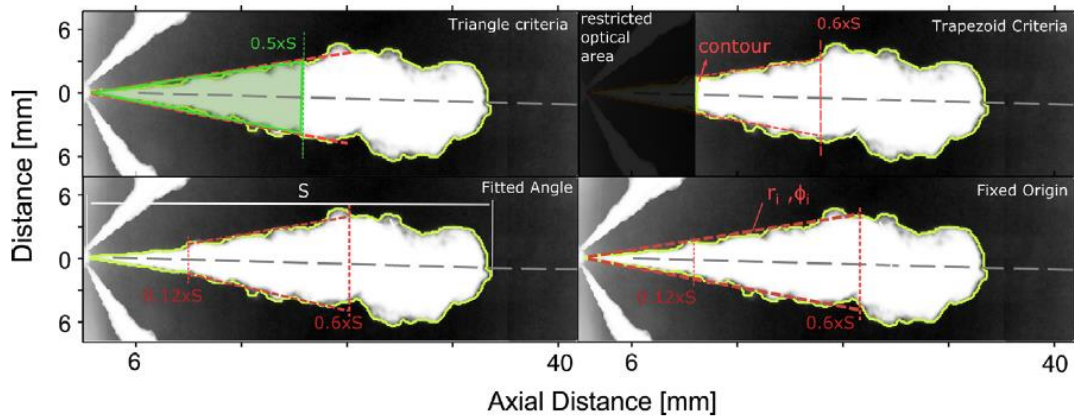 6
0
6
Distance [mm]
Triangle criteria
0.5xS
restricted
optical
area
0.6xS
Trapezoid Criteria
contour
6
0
6
S
Fitted Angle
0.12xS
0.6xS
Fixed Origin
r_i , ϕ_i
0.12xS
0.6xS
6
40
6
40
Axial Distance [mm]